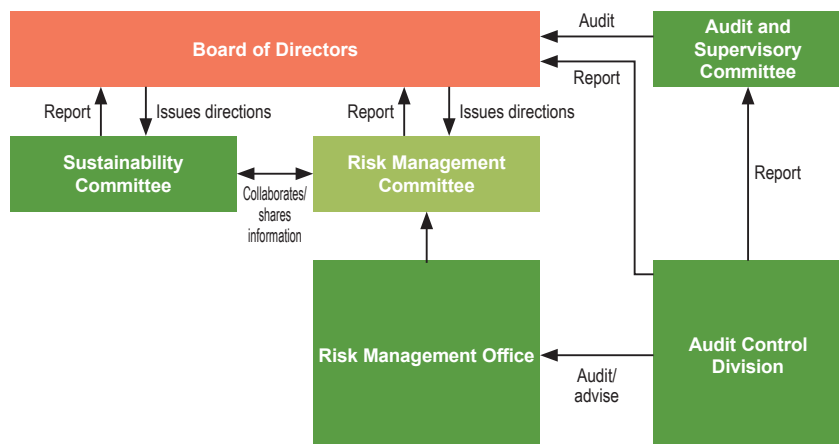 Board of Directors
Audit
Audit and
Supervisory
Committee
Report
Report
Issues directions
Report
Issues directions
Sustainability
Committee
Risk Management
Committee
Collaborates/
shares
information
Report
Risk Management Office
Audit/
advise
Audit Control
Division